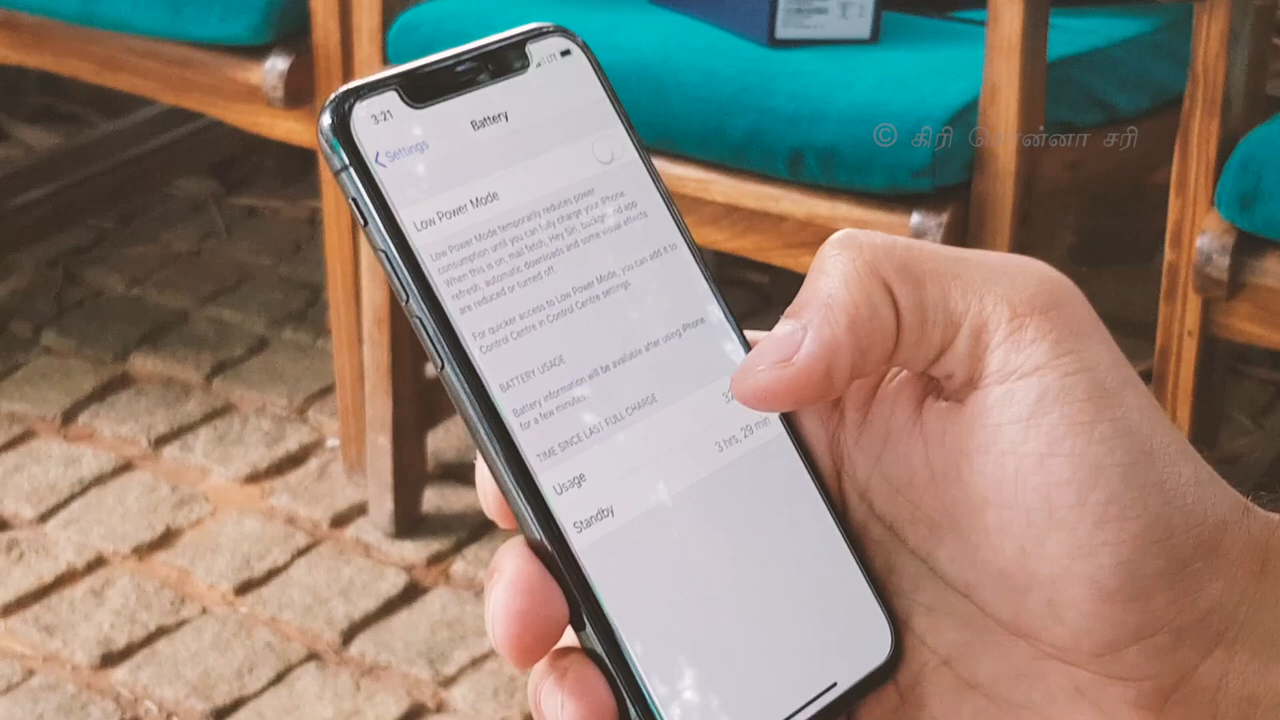 3:21
LTE
Settings
Battery
Low Power Mode
Low Power Mode temporarily reduces power
consumption until you can fully charge your iPhone.
When this is on, mail fetch, Hey Siri, background app
refresh, automatic downloads and some visual effects
are reduced or turned off.
For quicker access to Low Power Mode, you can add it to
Control Centre in Control Centre settings.
BATTERY USAGE
Battery information will be available after using iPhone
for a few minutes.
TIME SINCE LAST FULL CHARGE
Usage
Standby 3 hrs, 29 min
© கிரி சொன்னா சரி